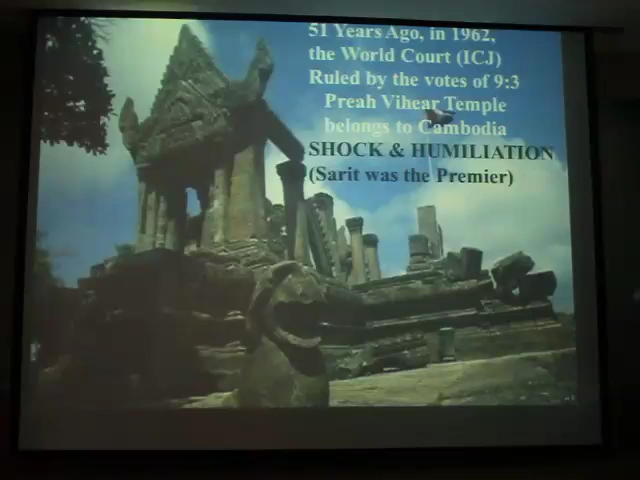 51 Years Ago, in 1962,
the World Court (ICJ)
Ruled by the votes of 9:3
Preah Vihear Temple
belongs to Cambodia
SHOCK & HUMILIATION
(Sarit was the Premier)